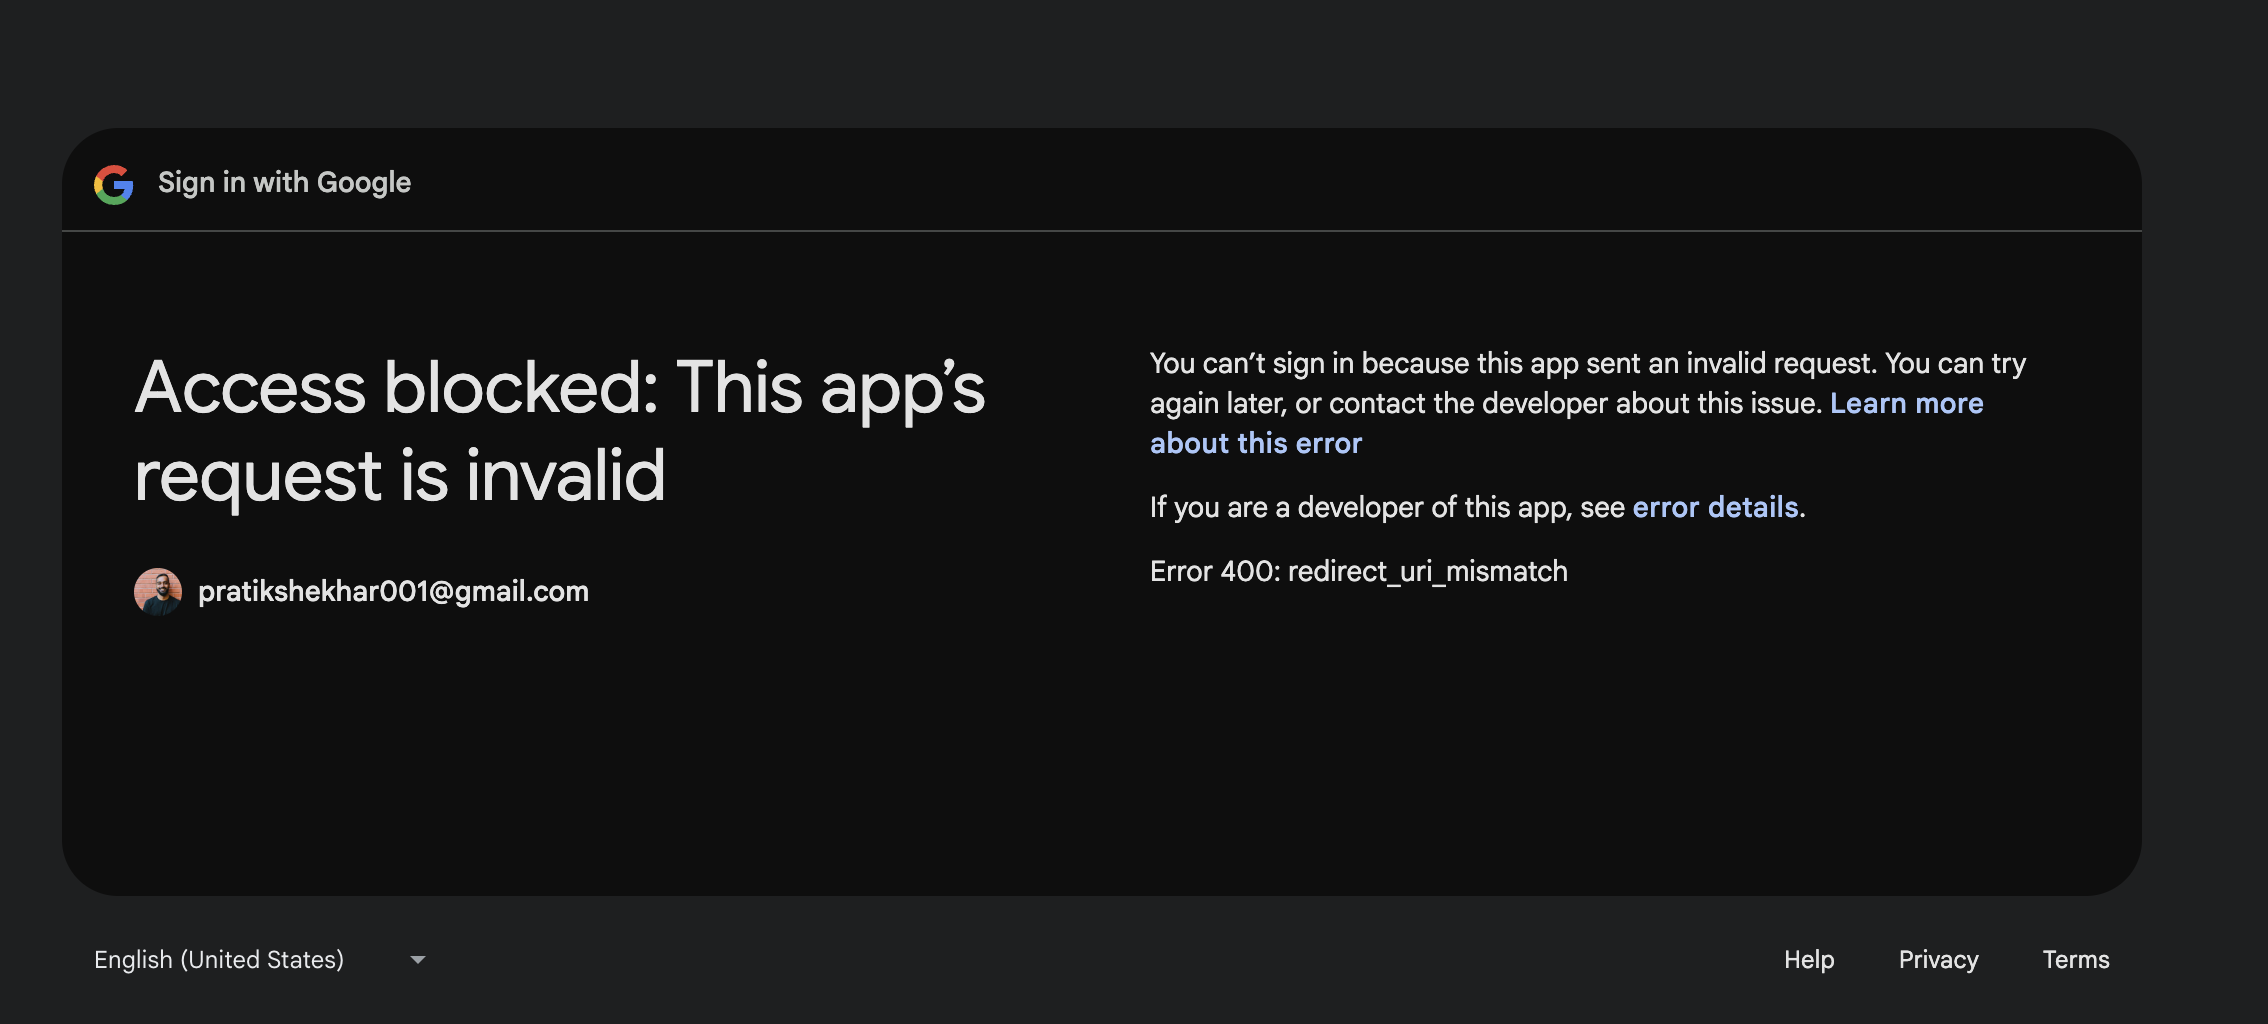 Sign in with Google
Access blocked: This app’s
request is invalid
pratikshekhar001@gmail.com
You can’t sign in because this app sent an invalid request. You can try
again later, or contact the developer about this issue. Learn more
about this error
If you are a developer of this app, see error details.
Error 400: redirect_uri_mismatch
English (United States)
Help
Privacy
Terms